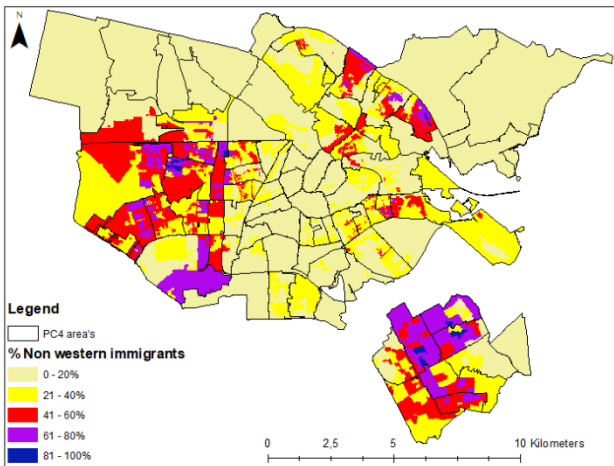 N
Legend
PC4 area's
% Non western immigrants
0 - 20%
21 - 40%
41 - 60%
61 - 80%
81 - 100%
0 2,5 5 10 Kilometers